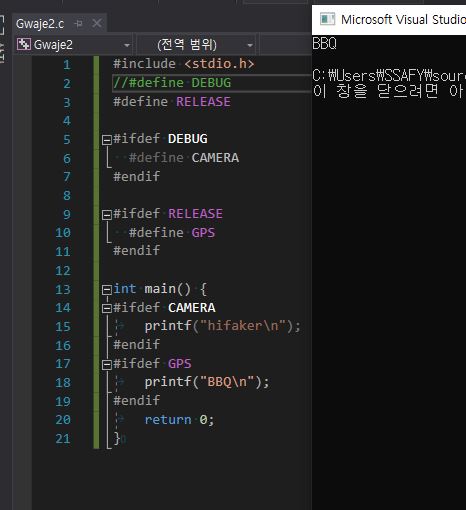 Gwaje2.c
Gwaje2
(전역 범위)
1 #include <stdio.h>
2 //#define DEBUG
3 #define RELEASE
4
5 #ifdef DEBUG
6 #define CAMERA
7 #endif
8
9 #ifdef RELEASE
10 #define GPS
11 #endif
12
13 int main() {
14 #ifdef CAMERA
15 printf("hifaker\n");
16 #endif
17 #ifdef GPS
18 printf("BBQ\n");
19 #endif
20 return 0;
21 }
Microsoft Visual Studio
BBQ
C:₩Users₩SSAFY₩sour
이 창을 닫으려면 아